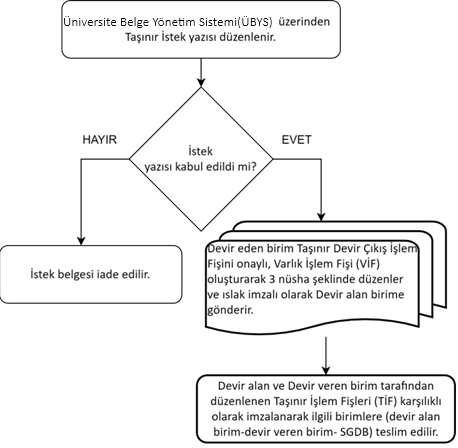 Üniversite Belge Yönetim Sistemi(ÜBYS) üzerinden
Taşınır İstek yazısı düzenlenir.
HAYIR
EVET
İstek
yazısı kabul edildi mi?
İstek belgesi iade edilir.
Devir eden birim Taşınır Devir Çıkış İşlem
Fişini onaylı, Varlık İşlem Fişi (VİF)
oluşturarak 3 nüsha şeklinde düzenler
ve ıslak imzalı olarak Devir alan birime
gönderir.
Devir alan ve Devir veren birim tarafından
düzenlenen Taşınır İşlem Fişleri (TİF) karşılıklı
olarak imzalanarak ilgili birimlere (devir alan
birim-devir veren birim- SGDB) teslim edilir.